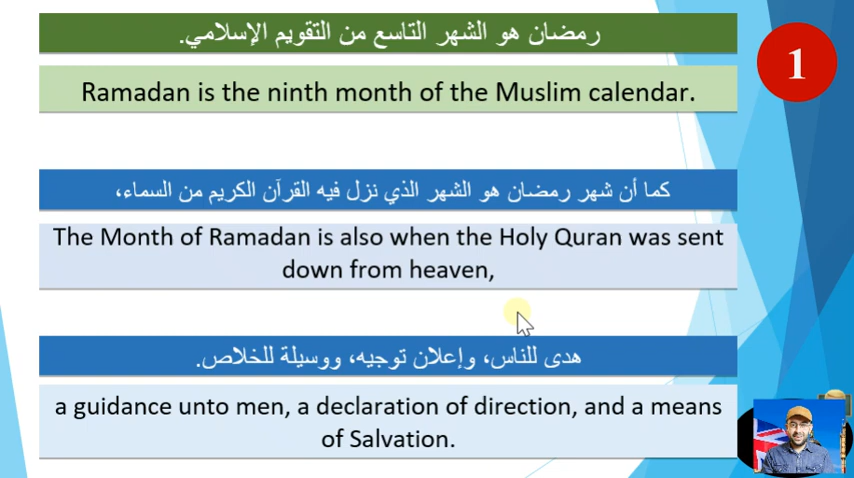 رمضان هو الشهر التاسع من التقويم الإسلامي.
1
Ramadan is the ninth month of the Muslim calendar.
كما أن شهر رمضان هو الشهر الذي نزل فيه القرآن الكريم من السماء،
The Month of Ramadan is also when the Holy Quran was sent
down from heaven,
هدى للناس، وإعلان توجيه، ووسيلة للخلاص.
a guidance unto men, a declaration of direction, and a means
of Salvation.